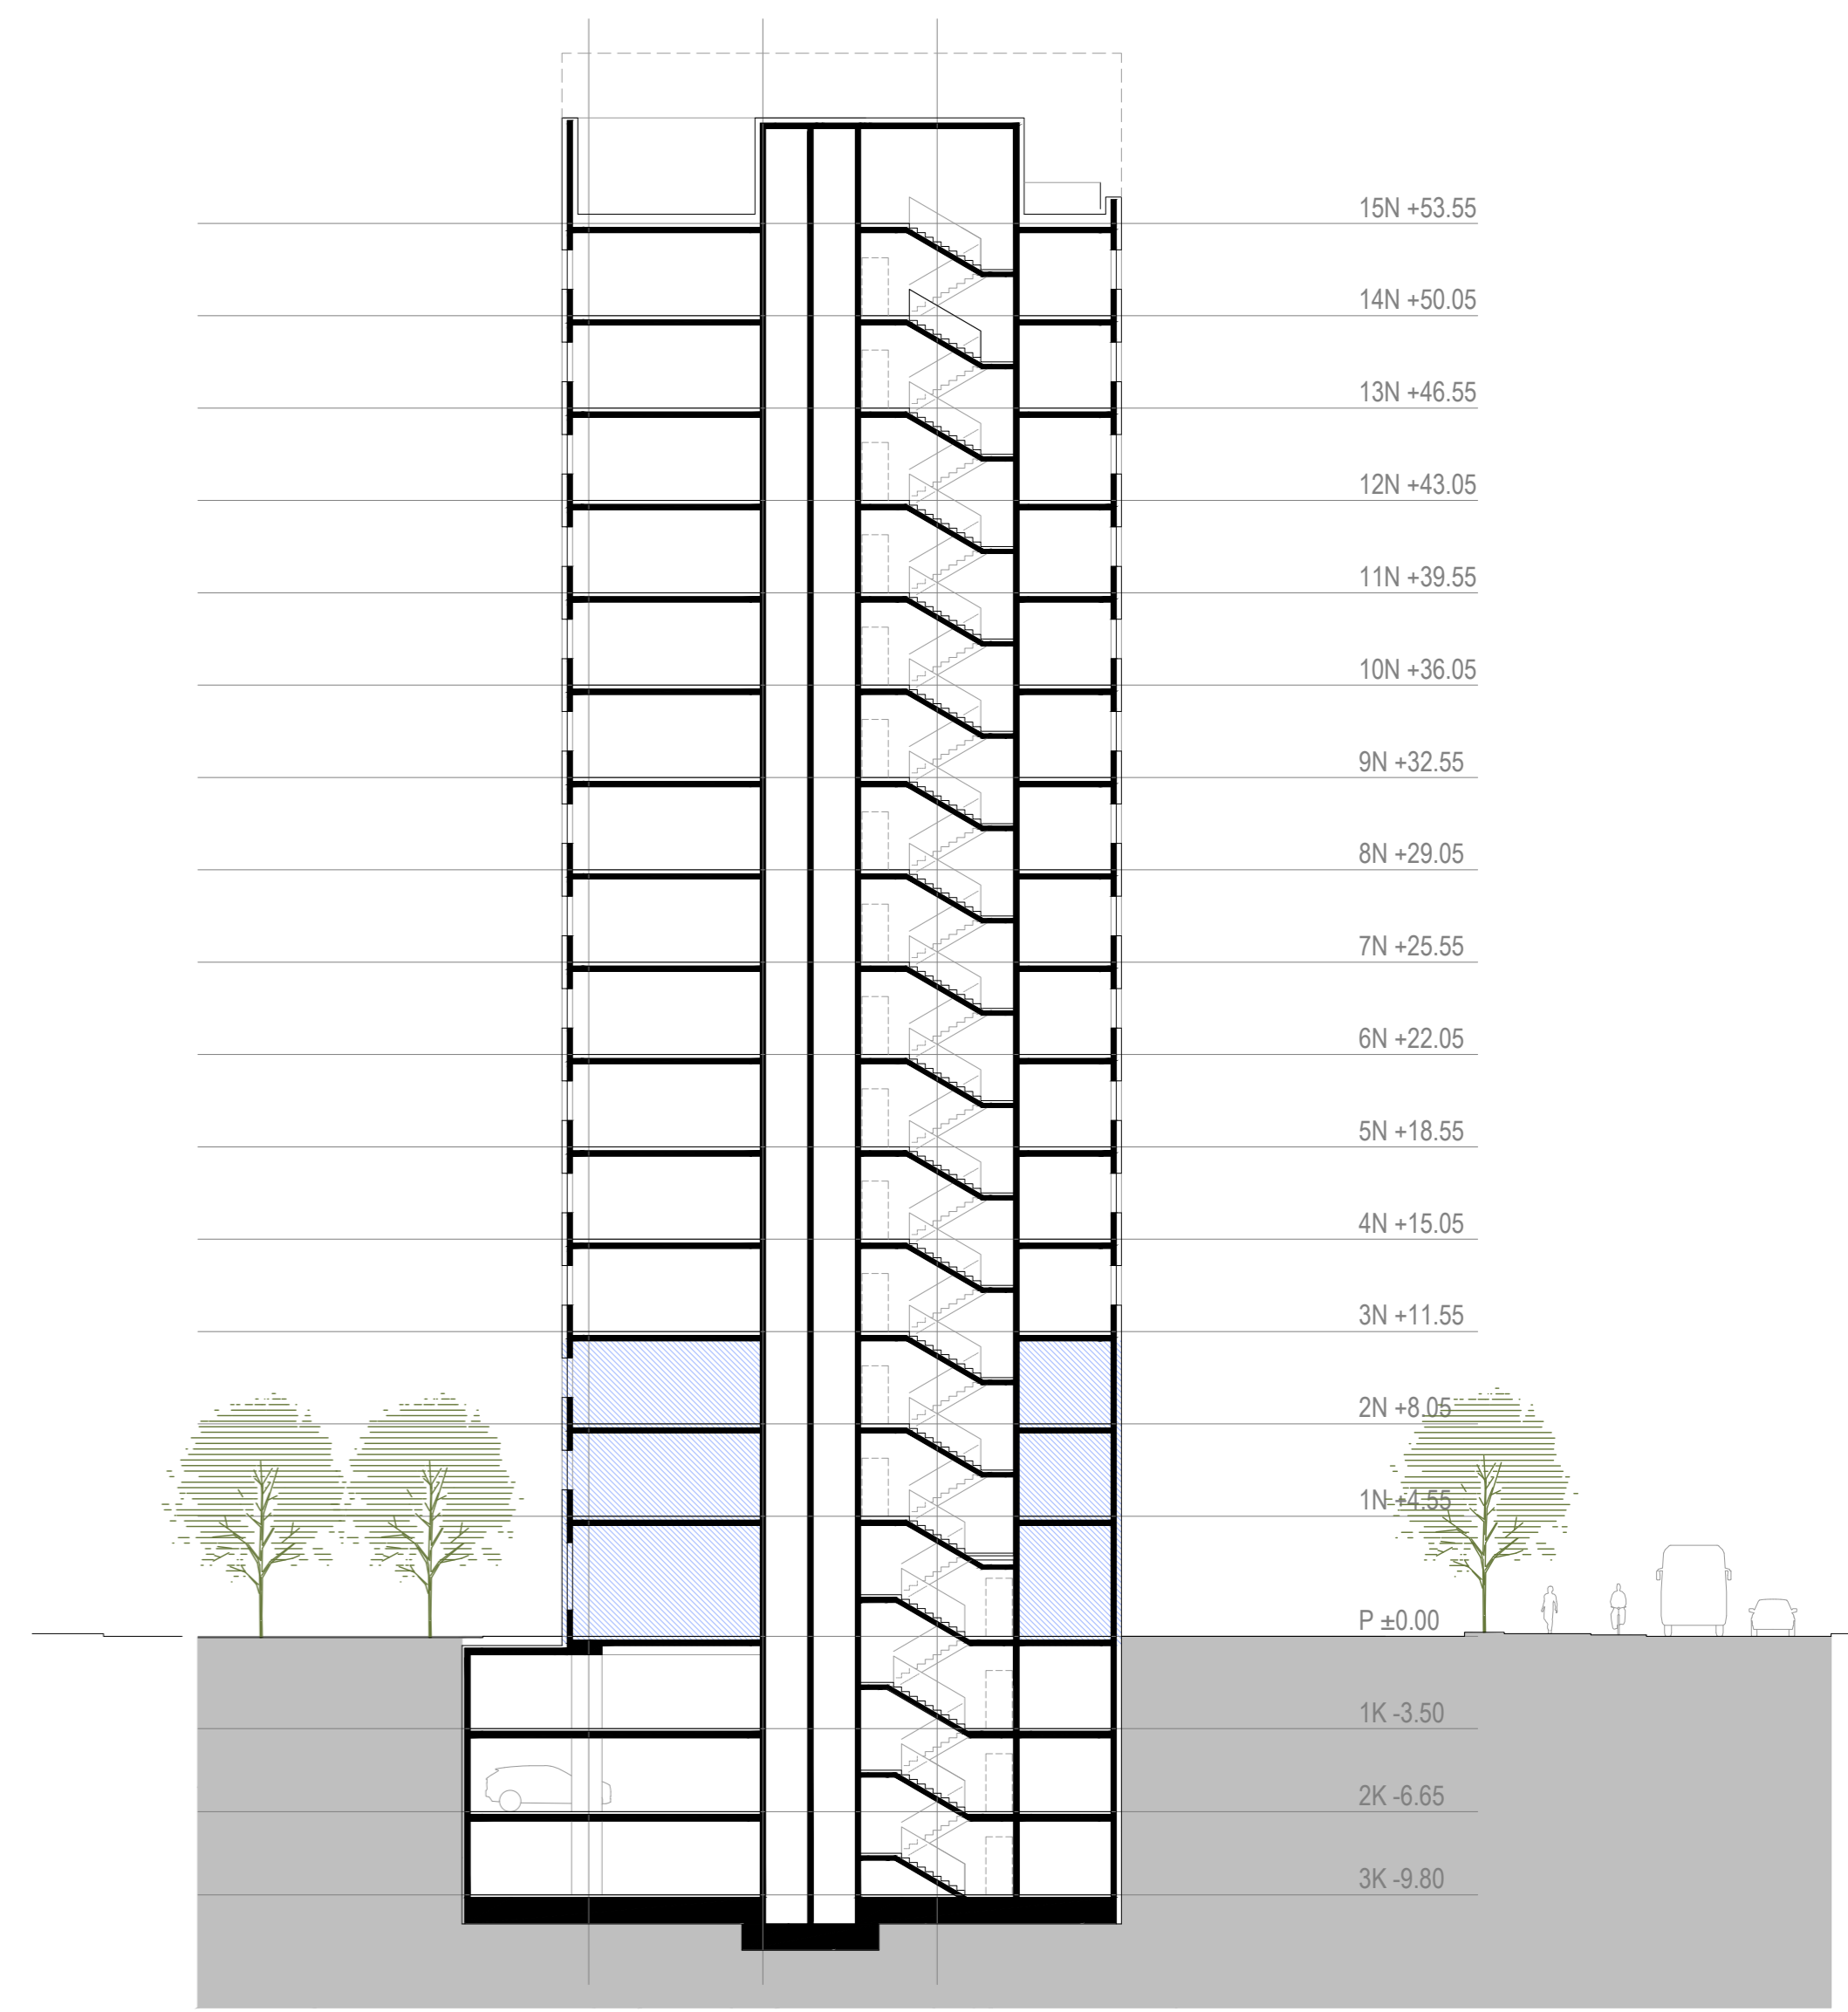 15N +53.55
14N +50.05
13N +46.55
12N +43.05
11N +39.55
10N +36.05
9N +32.55
8N +29.05
7N +25.55
6N +22.05
5N +18.55
4N +15.05
3N +11.55
2N +8.05
1N +4.55
P ±0.00
1K -3.50
2K -6.65
3K -9.80